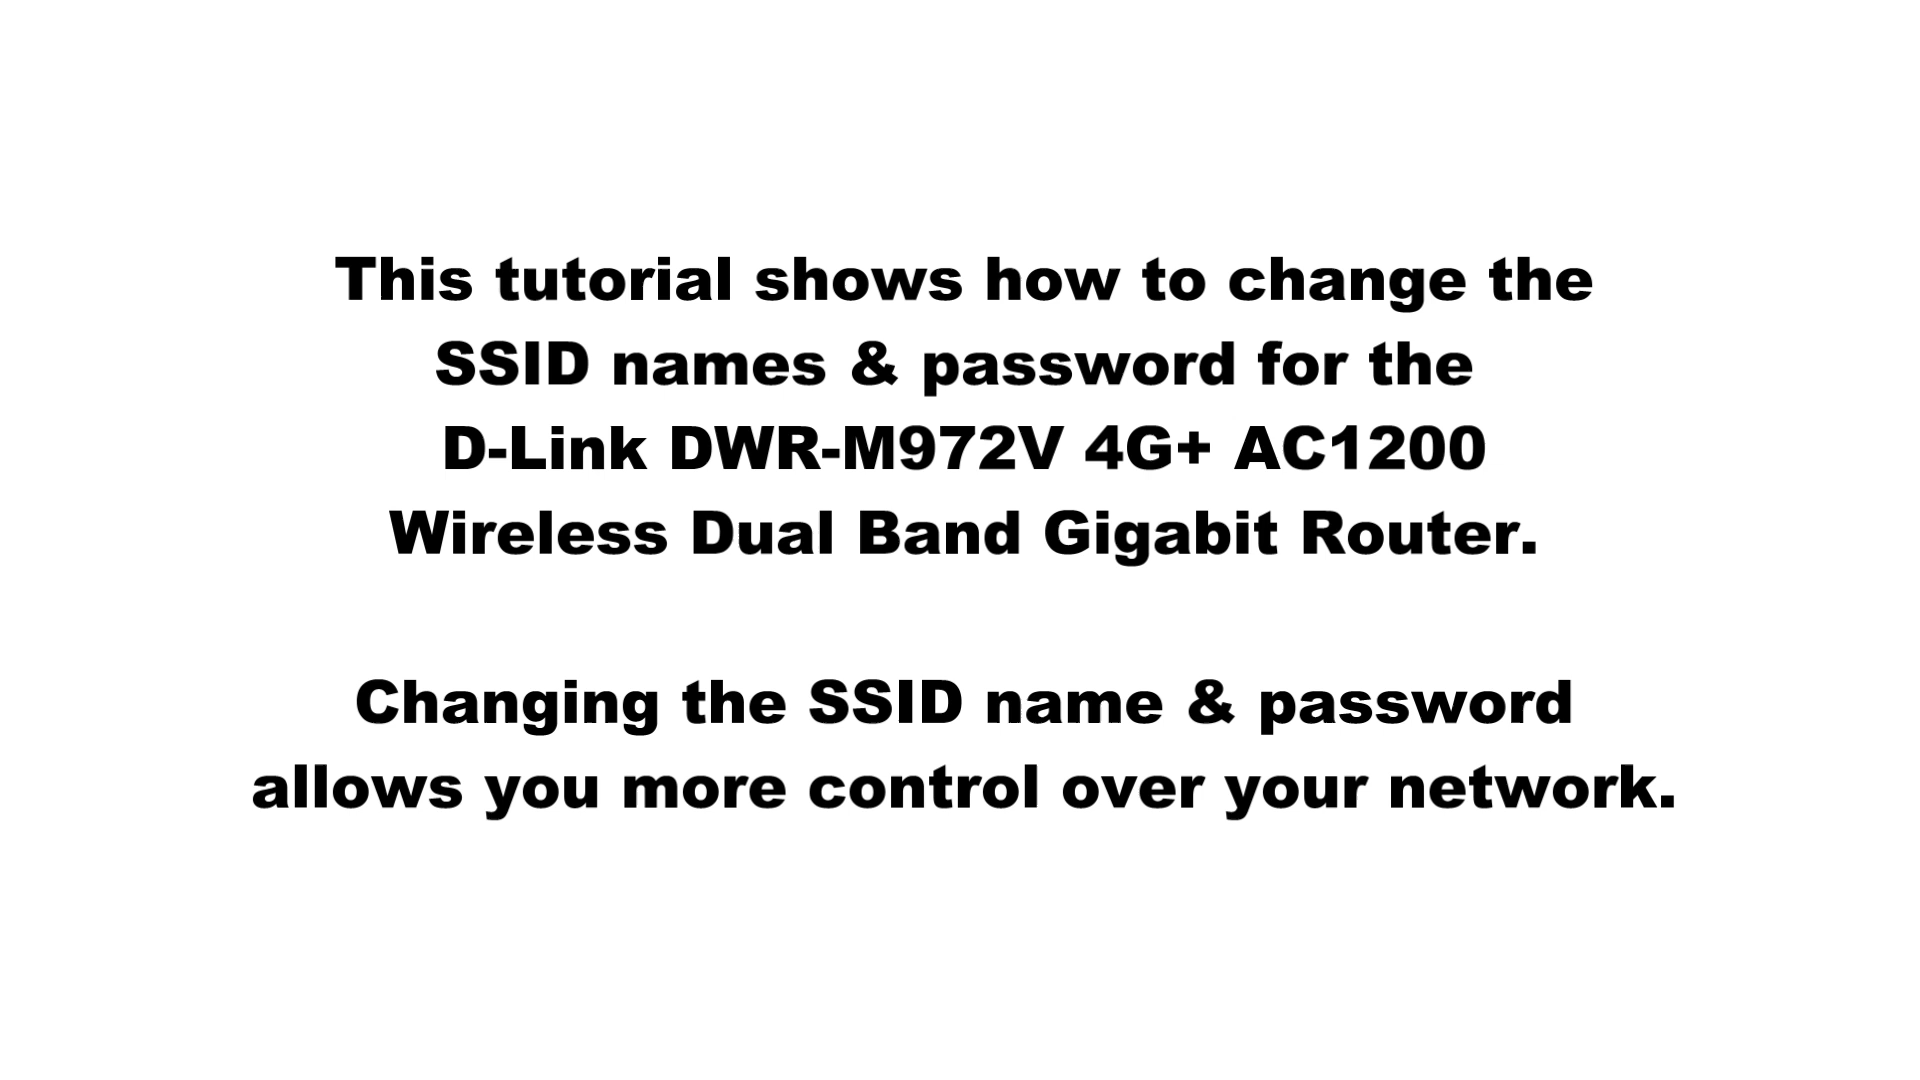 This tutorial shows how to change the
SSID names & password for the
D-Link DWR-M972V 4G+ AC1200
Wireless Dual Band Gigabit Router.
Changing the SSID name & password
allows you more control over your network.